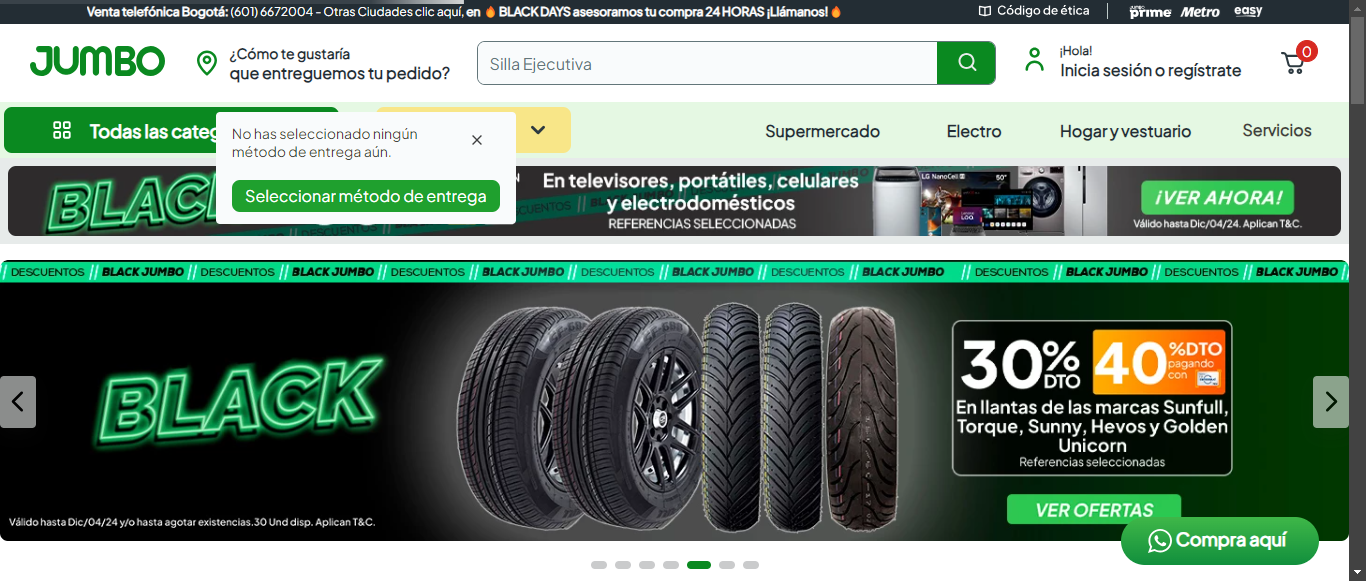 Venta telefónica Bogotá: (601) 6672004 - Otras Ciudades clic aquí, en 🔥 BLACK DAYS asesoramos tu compra 24 HORAS ¡Llámanos! 🔥
Código de ética
JUMBO prime Metro easy
JUMBO
¿Cómo te gustaría
que entreguemos tu pedido?
Silla Ejecutiva
¡Hola!
Inicia sesión o regístrate
0
Todas las categ
Supermercado Electro Hogar y vestuario Servicios
No has seleccionado ningún
método de entrega aún.
Seleccionar método de entrega
BLACK
En televisores, portátiles, celulares
y electrodomésticos
REFERENCIAS SELECCIONADAS
LG NanoCell 50"
¡VER AHORA!
Válido hasta Dic/04/24. Aplican T&C.
DESCUENTOS // BLACK JUMBO // DESCUENTOS // BLACK JUMBO // DESCUENTOS // BLACK JUMBO // DESCUENTOS // BLACK JUMBO // DESCUENTOS // BLACK JUMBO // DESCUENTOS // BLACK JUMBO // DESCUENTOS // BLACK JUMBO
BLACK
30% DTO
40 %DTO pagando con
En llantas de las marcas Sunfull,
Torque, Sunny, Hevos y Golden
Unicorn
Referencias seleccionadas
VER OFERTAS
Válido hasta Dic/04/24 y/o hasta agotar existencias.30 Und disp. Aplican T&C.
Compra aquí